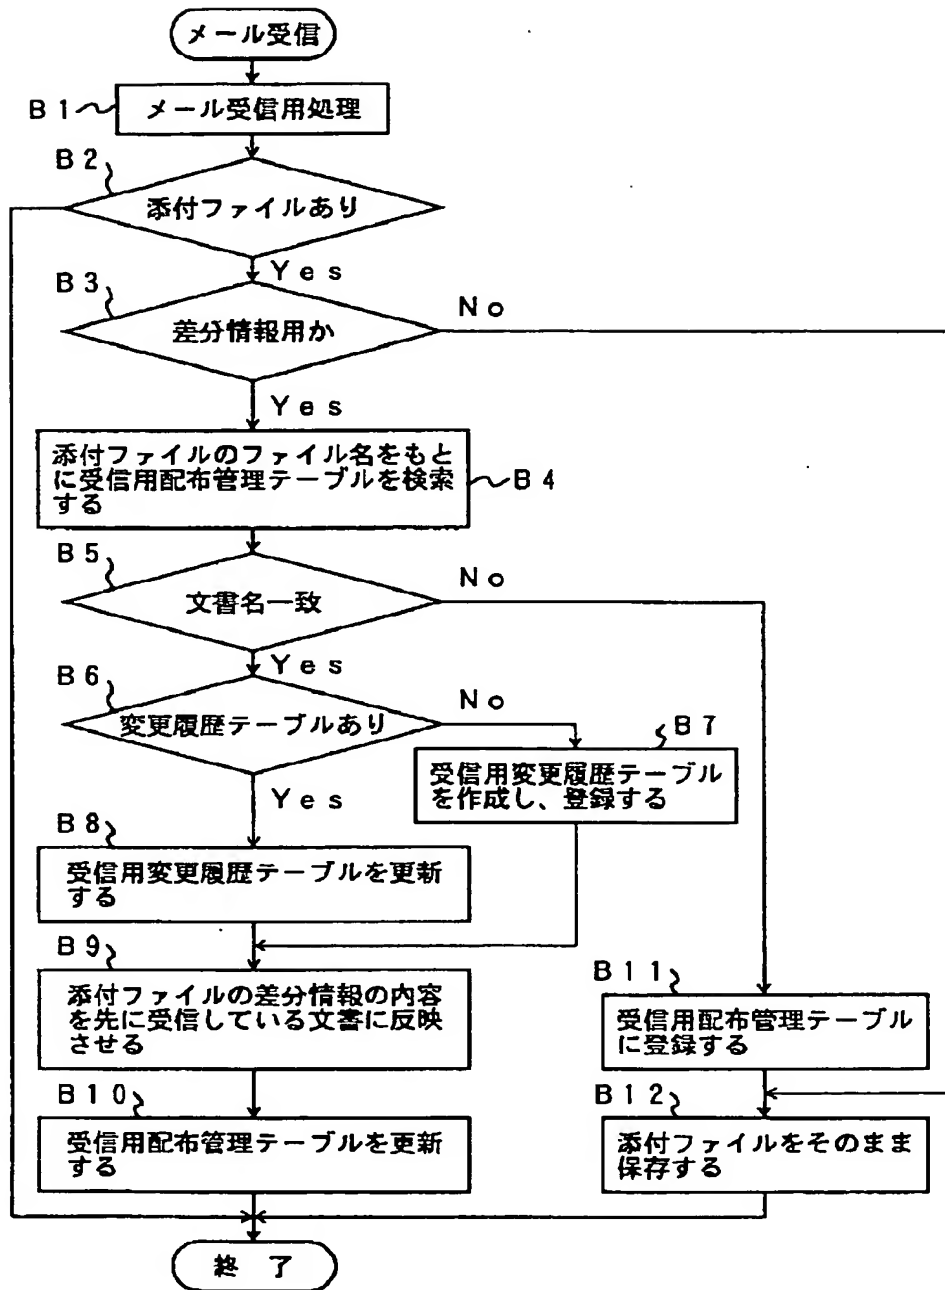 メール受信
B1
メール受信用処理
B2
添付ファイルあり
Yes
B3
差分情報用か
No
Yes
添付ファイルのファイル名をもと
に受信用配布管理テーブルを検索
する
B4
B5
文書名一致
No
Yes
B6
変更履歴テーブルあり
No
B7
受信用変更履歴テーブル
を作成し、登録する
Yes
B8
受信用変更履歴テーブルを更新
する
B9
添付ファイルの差分情報の内容
を先に受信している文書に反映
させる
B11
受信用配布管理テーブル
に登録する
B10
受信用配布管理テーブルを更新
する
B12
添付ファイルをそのまま
保存する
終 了